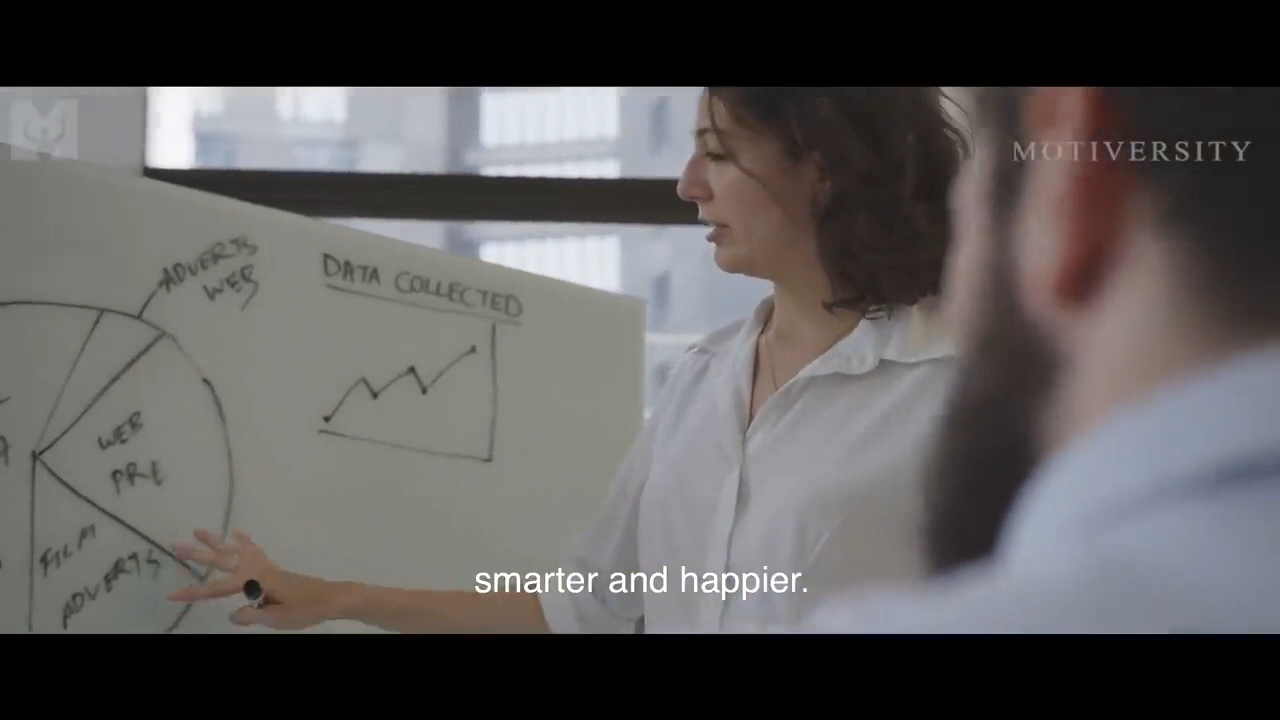 MOTIVERSITY
ADVERTS
WEB
DATA COLLECTED
WEB
PRE
FILM
ADVERTS
smarter and happier.